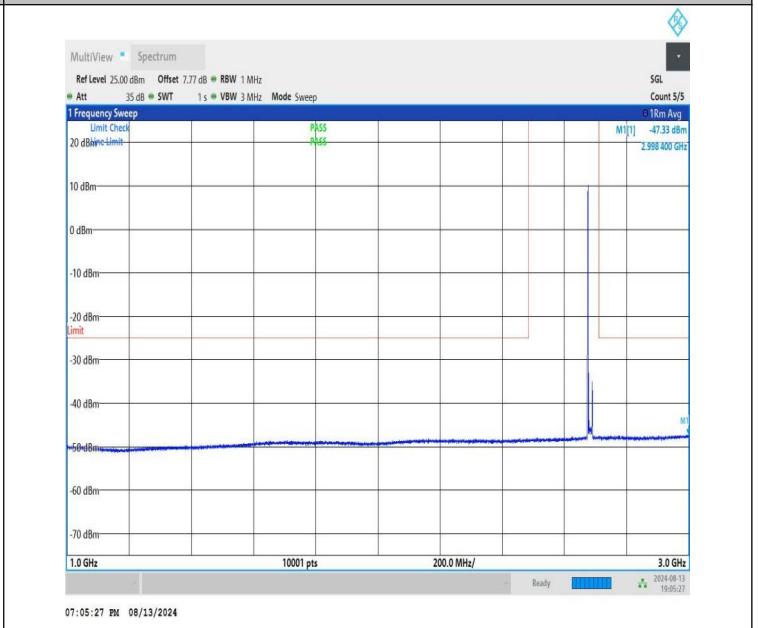 R S
MultiView Spectrum
Ref Level 25.00 dBm Offset 7.77 dB RBW 1 MHz SGL
Att 35 dB SWT 1 s VBW 3 MHz Mode Sweep Count 5/5
1 Frequency Sweep 1Rm Avg
Limit Check PASS M1[1] -47.33 dBm
20 dBm Line Limit PASS 2.998 400 GHz
10 dBm
0 dBm
-10 dBm
-20 dBm
Limit
-30 dBm
-40 dBm
M1
-50 dBm
-60 dBm
-70 dBm
1.0 GHz 10001 pts 200.0 MHz/ 3.0 GHz
Ready 2024-08-13
19:05:27
07:05:27 PM 08/13/2024